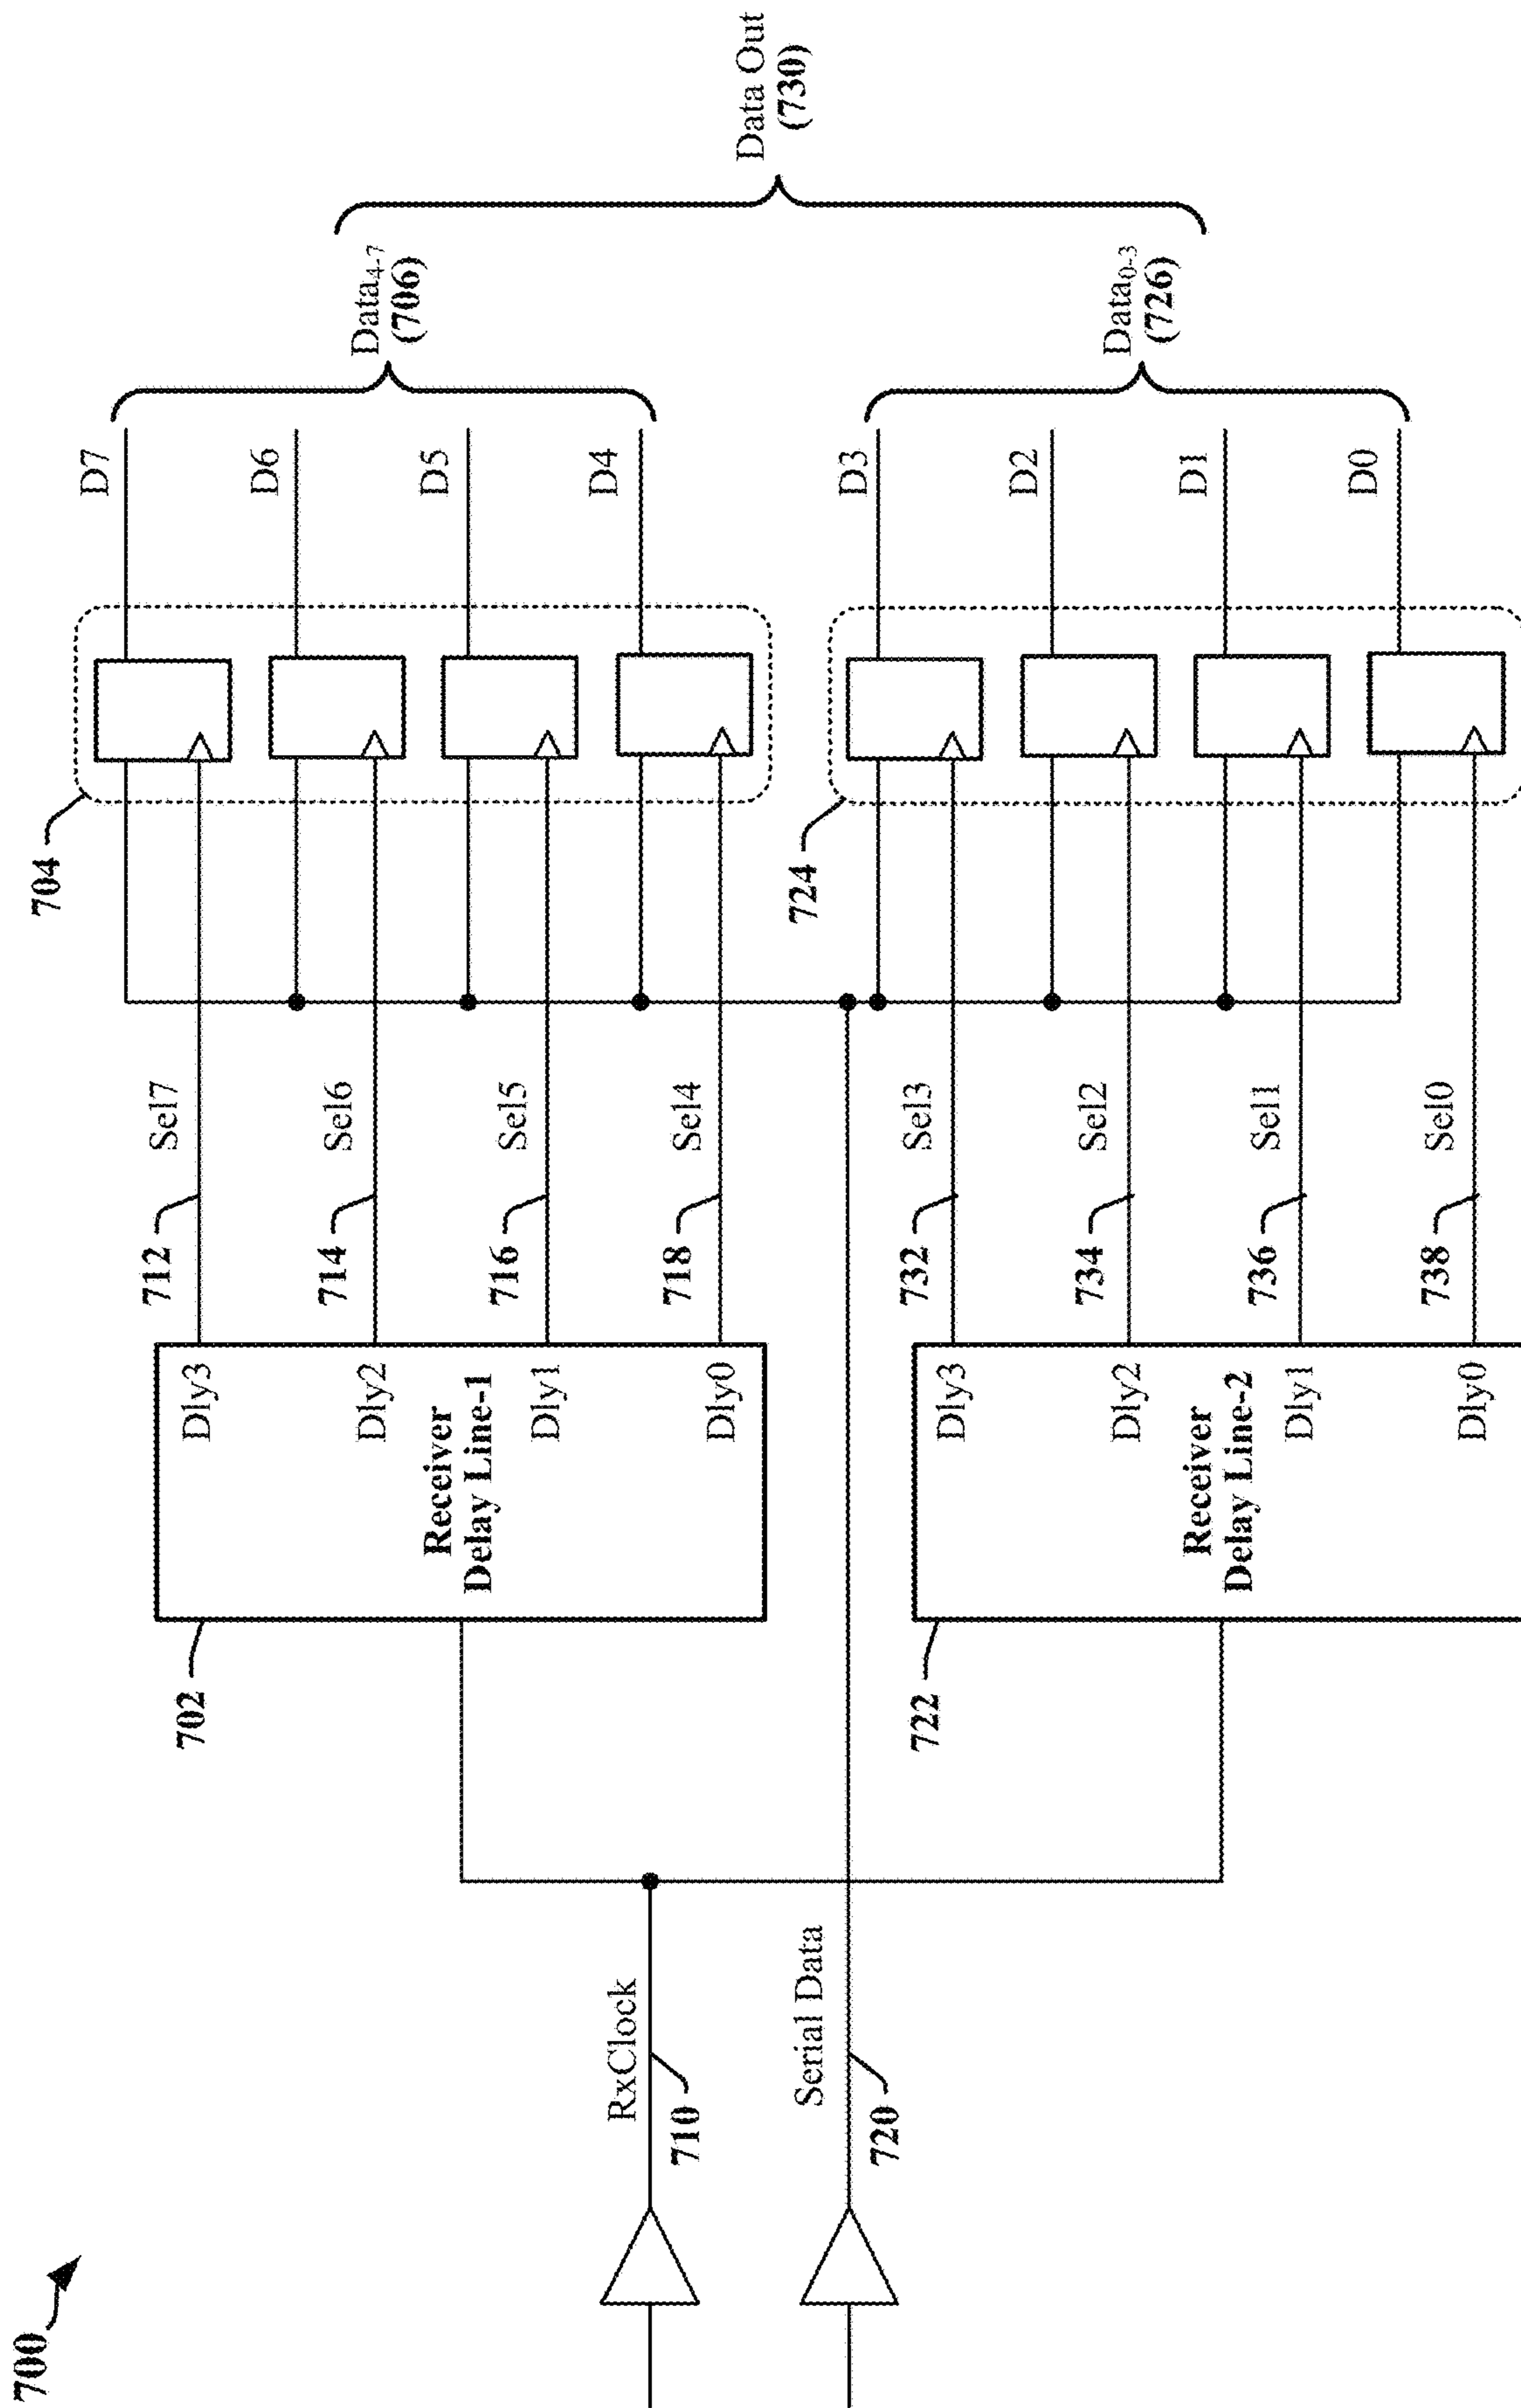 700
RxClock
710
Serial Data
720
702
Receiver
Delay Line-1
Dly3
Dly2
Dly1
Dly0
722
Receiver
Delay Line-2
Dly3
Dly2
Dly1
Dly0
712
Sel7
714
Sel6
716
Sel5
718
Sel4
732
Sel3
734
Sel2
736
Sel1
738
Sel0
704
724
D7
D6
D5
D4
D3
D2
D1
D0
Data4-7
(706)
Data0-3
(726)
Data Out
(730)